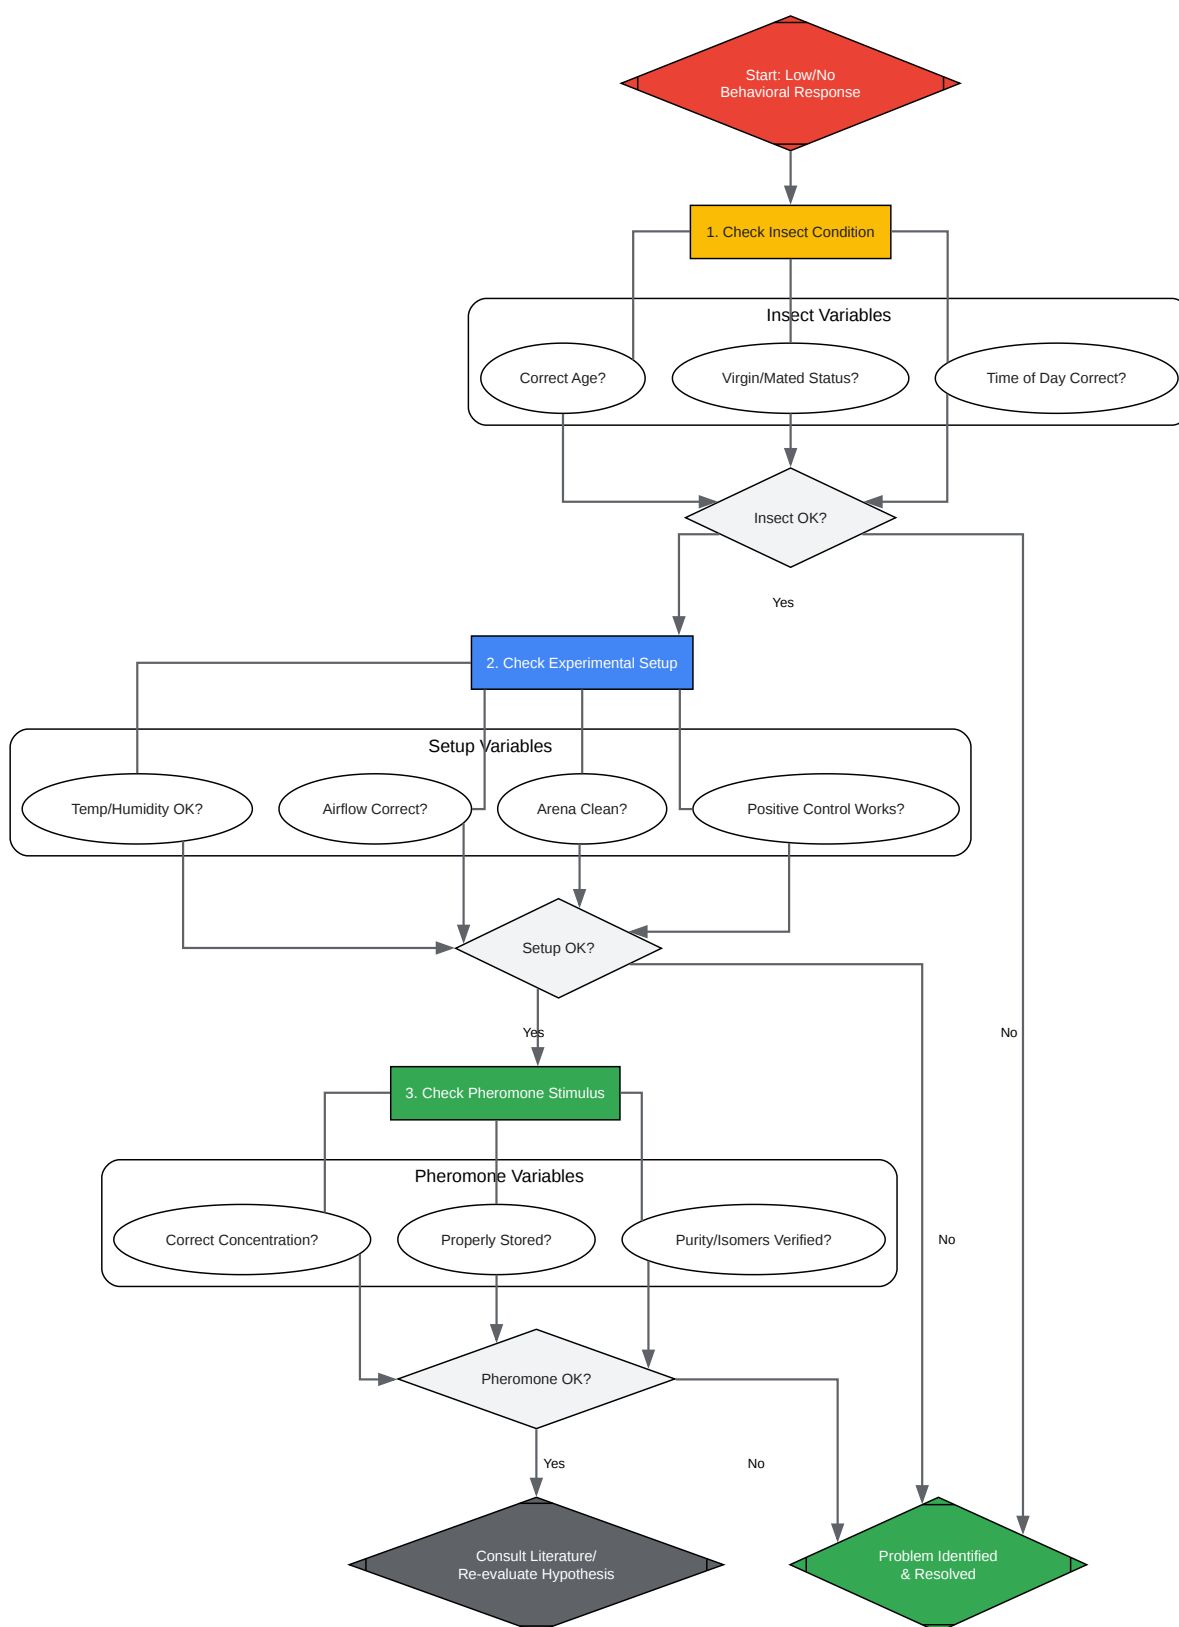 Start: Low/No
Behavioral Response
1. Check Insect Condition
Insect Variables
Correct Age?
Virgin/Mated Status?
Time of Day Correct?
Insect OK?
Yes
2. Check Experimental Setup
Setup Variables
Temp/Humidity OK?
Airflow Correct?
Arena Clean?
Positive Control Works?
Setup OK?
Yes
No
3. Check Pheromone Stimulus
Pheromone Variables
Correct Concentration?
Properly Stored?
Purity/Isomers Verified?
No
Pheromone OK?
Yes
No
Consult Literature/
Re-evaluate Hypothesis
Problem Identified
& Resolved